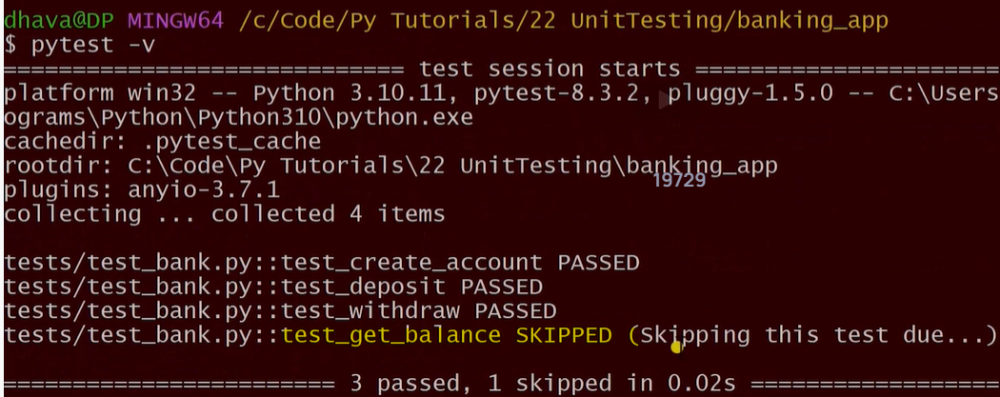 dhava@DP MINGW64 /c/Code/Py Tutorials/22 UnitTesting/banking_app
$ pytest -v
============================= test session starts ======================
platform win32 -- Python 3.10.11, pytest-8.3.2, pluggy-1.5.0 -- C:\Users
ograms\Python\Python310\python.exe
cachedir: .pytest_cache
rootdir: C:\Code\Py Tutorials\22 UnitTesting\banking_app
19729
plugins: anyio-3.7.1
collecting ... collected 4 items
tests/test_bank.py::test_create_account PASSED
tests/test_bank.py::test_deposit PASSED
tests/test_bank.py::test_withdraw PASSED
tests/test_bank.py::test_get_balance SKIPPED (Skipping this test due...)
======================== 3 passed, 1 skipped in 0.02s ==================